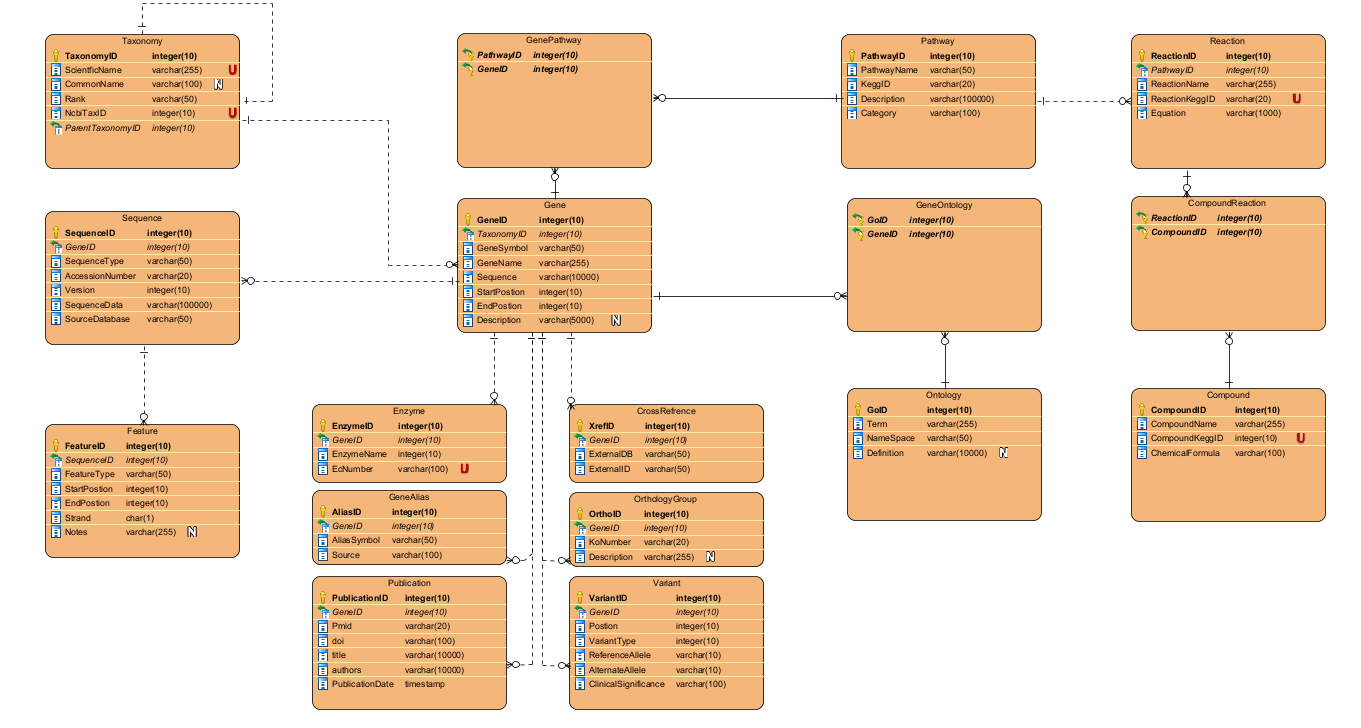 Taxonomy
TaxonomyID integer(10)
ScientficName varchar(255) U
CommonName varchar(100) N
Rank varchar(50)
NcbiTaxID integer(10) U
ParentTaxonomyID integer(10)
GenePathway
PathwayID integer(10)
GeneID integer(10)
Pathway
PathwayID integer(10)
PathwayName varchar(50)
KeggID varchar(20)
Description varchar(100000)
Category varchar(100)
Reaction
ReactionID integer(10)
PathwayID integer(10)
ReactionName varchar(255)
ReactionKeggID varchar(20) U
Equation varchar(1000)
Sequence
SequenceID integer(10)
GeneID integer(10)
SequenceType varchar(50)
AccessionNumber varchar(20)
Version integer(10)
SequenceData varchar(100000)
SourceDatabase varchar(50)
Gene
GeneID integer(10)
TaxonomyID integer(10)
GeneSymbol varchar(50)
GeneName varchar(255)
Sequence varchar(10000)
StartPostion integer(10)
EndPostion integer(10)
Description varchar(5000) N
GeneOntology
GoID integer(10)
GeneID integer(10)
CompoundReaction
ReactionID integer(10)
CompoundID integer(10)
Feature
FeatureID integer(10)
SequenceID integer(10)
FeatureType varchar(50)
StartPostion integer(10)
EndPostion integer(10)
Strand char(1)
Notes varchar(255) N
Enzyme
EnzymeID integer(10)
GeneID integer(10)
EnzymeName integer(10)
EcNumber varchar(100) U
CrossRefrence
XrefID integer(10)
GeneID integer(10)
ExternalDB varchar(50)
ExternalID varchar(50)
Ontology
GoID integer(10)
Term varchar(255)
NameSpace varchar(50)
Definition varchar(10000) N
Compound
CompoundID integer(10)
CompoundName varchar(255)
CompoundKeggID integer(10) U
ChemicalFormula varchar(100)
GeneAlias
AliasID integer(10)
GeneID integer(10)
AliasSymbol varchar(50)
Source varchar(100)
OrthologyGroup
OrthoID integer(10)
GeneID integer(10)
KoNumber varchar(20)
Description varchar(255) N
Publication
PublicationID integer(10)
GeneID integer(10)
Pmid varchar(20)
doi varchar(100)
title varchar(10000)
authors varchar(10000)
PublicationDate timestamp
Variant
VariantID integer(10)
GeneID integer(10)
Postion integer(10)
VariantType integer(10)
ReferenceAllele varchar(10)
AlternateAllele varchar(10)
ClinicalSignificance varchar(100)